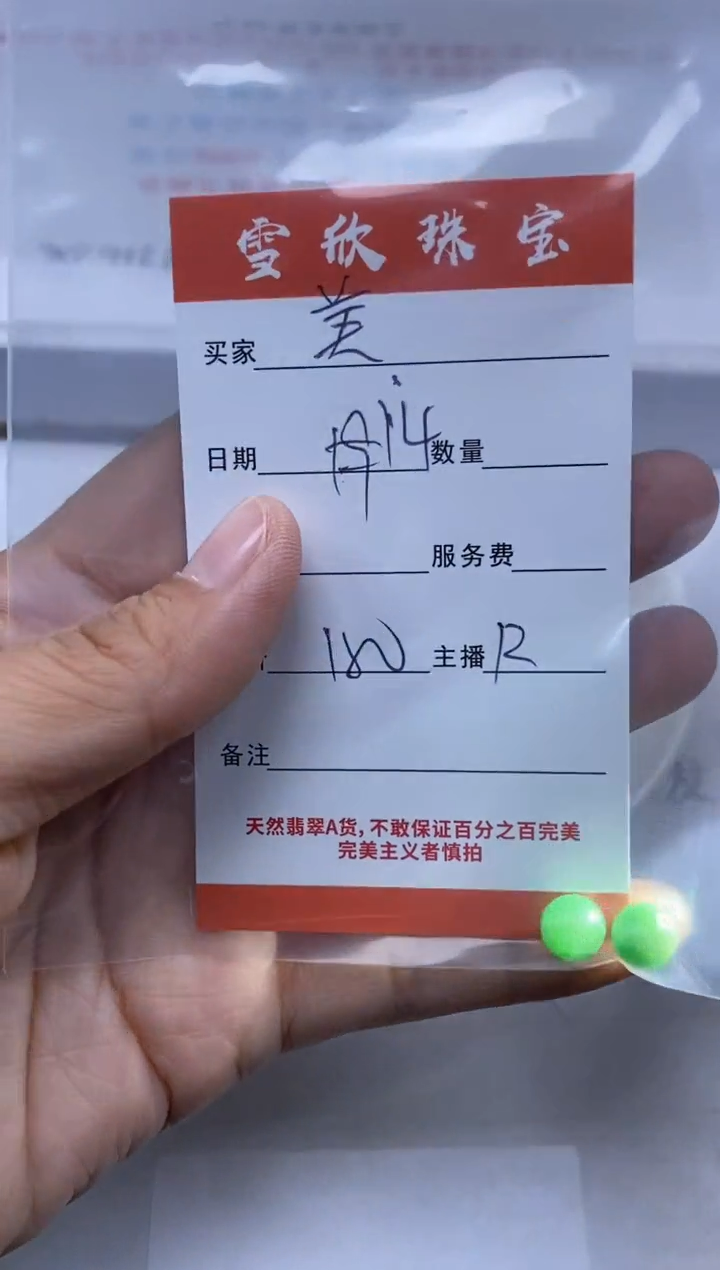 雪欣珠宝
买家 美
日期 14 数量
服务费
180 主播 R
备注
天然翡翠A货,不敢保证百分之百完美
完美主义者慎拍